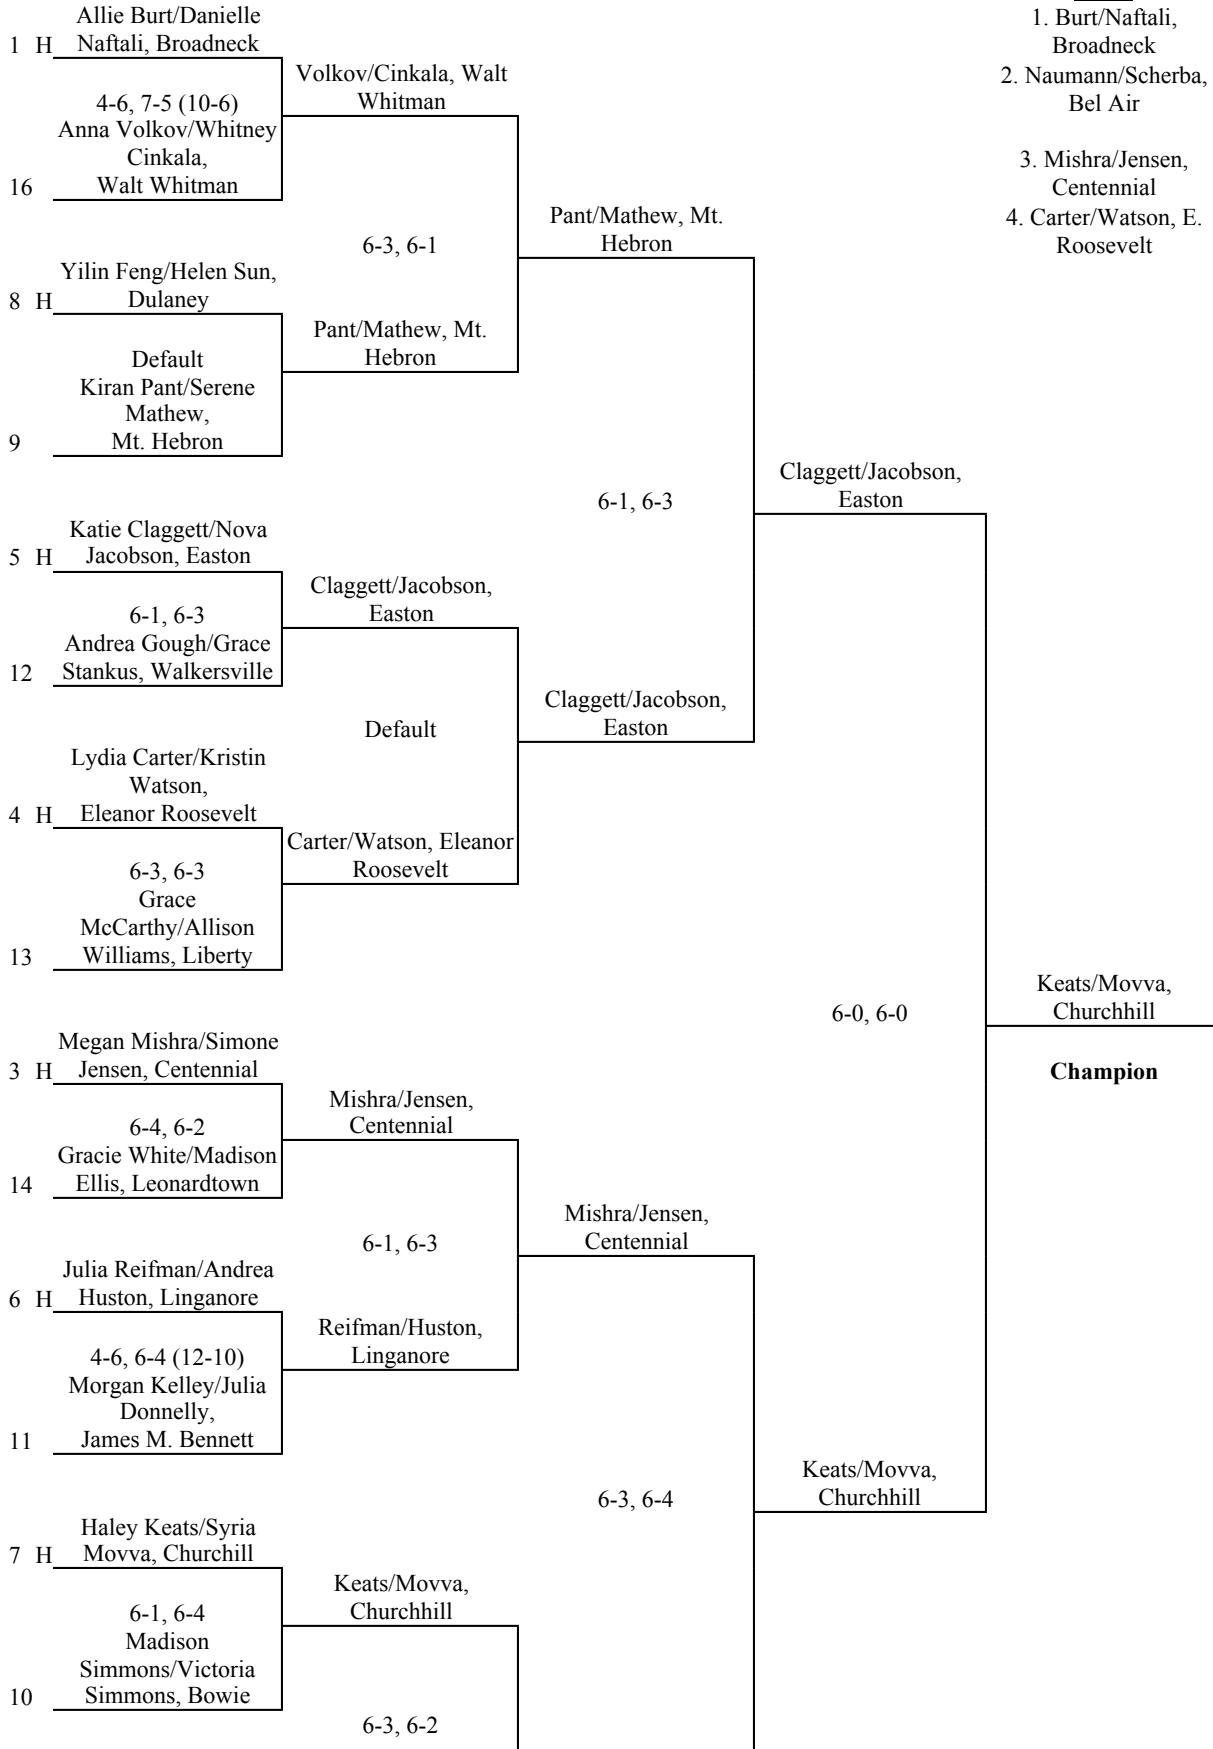 Allie Burt/Danielle
1 H Naftali, Broadneck
4-6, 7-5 (10-6)
Anna Volkov/Whitney
Cinkala,
16 Walt Whitman
Yilin Feng/Helen Sun,
8 H Dulaney
Default
Kiran Pant/Serene
Mathew,
9 Mt. Hebron
Katie Claggett/Nova
5 H Jacobson, Easton
6-1, 6-3
Andrea Gough/Grace
12 Stankus, Walkersville
Lydia Carter/Kristin
Watson,
4 H Eleanor Roosevelt
6-3, 6-3
Grace
McCarthy/Allison
13 Williams, Liberty
Megan Mishra/Simone
3 H Jensen, Centennial
6-4, 6-2
Gracie White/Madison
14 Ellis, Leonardtown
Julia Reifman/Andrea
6 H Huston, Linganore
4-6, 6-4 (12-10)
Morgan Kelley/Julia
Donnelly,
11 James M. Bennett
Haley Keats/Syria
7 H Movva, Churchill
6-1, 6-4
Madison
Simmons/Victoria
10 Simmons, Bowie
Volkov/Cinkala, Walt
Whitman
6-3, 6-1
Pant/Mathew, Mt.
Hebron
Claggett/Jacobson,
Easton
Default
Carter/Watson, Eleanor
Roosevelt
Mishra/Jensen,
Centennial
6-1, 6-3
Reifman/Huston,
Linganore
Keats/Movva,
Churchhill
6-3, 6-2
Pant/Mathew, Mt.
Hebron
6-1, 6-3
Claggett/Jacobson,
Easton
Mishra/Jensen,
Centennial
6-3, 6-4
Claggett/Jacobson,
Easton
6-0, 6-0
Keats/Movva,
Churchhill
Keats/Movva,
Churchhill
Champion
1. Burt/Naftali,
Broadneck
2. Naumann/Scherba,
Bel Air
3. Mishra/Jensen,
Centennial
4. Carter/Watson, E.
Roosevelt